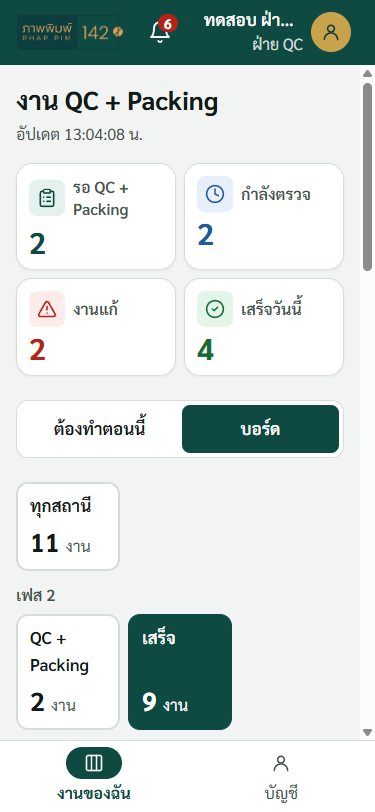 ภาพพิมพ์
PHAP PIM
142
6
ทดสอบ ฝ่า...
ฝ่าย QC
งาน QC + Packing
อัปเดต 13:04:08 น.
รอ QC +
Packing
2
กำลังตรวจ
2
งานแก้
2
เสร็จวันนี้
4
ต้องทำตอนนี้
บอร์ด
ทุกสถานี
11 งาน
เฟส 2
QC +
Packing
2 งาน
เสร็จ
9 งาน
งานของฉัน
บัญชี